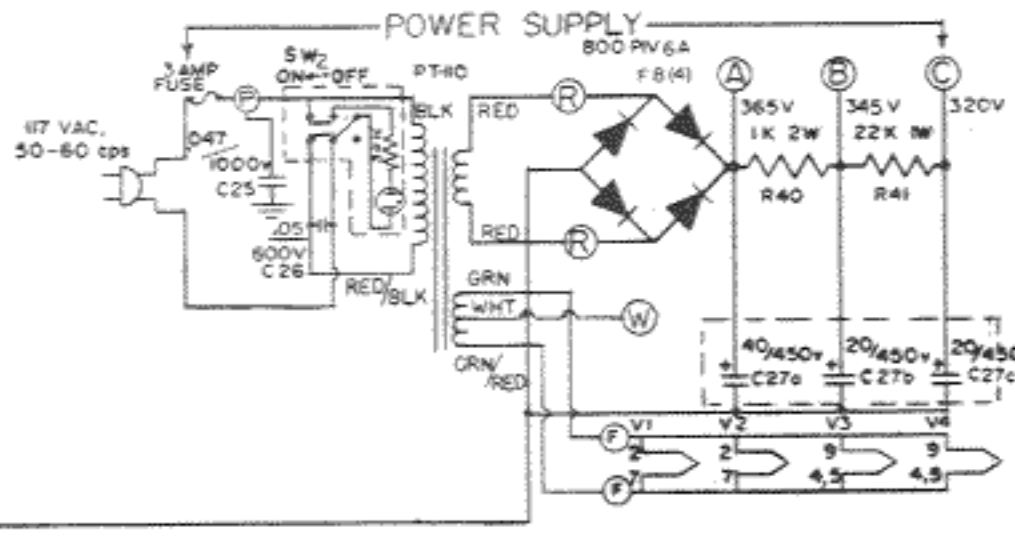 POWER SUPPLY
800 PIV 6A
F8(4)
3 AMP
FUSE
SW2
ON OFF
PT-110
P
BLK
RED
R
A
B
C
365V
345V
320V
1K 2W
22K 1W
R40
R41
117 VAC,
50-60 cps
.047
1000v
C25
.05
600V
C26
RED/BLK
RED
R
GRN
WHT
W
GRN/
/RED
40/450v
C27a
20/450v
C27b
20/450
C27c
F
V1
V2
V3
V4
2
2
9
9
7
7
4,5
4,5
F